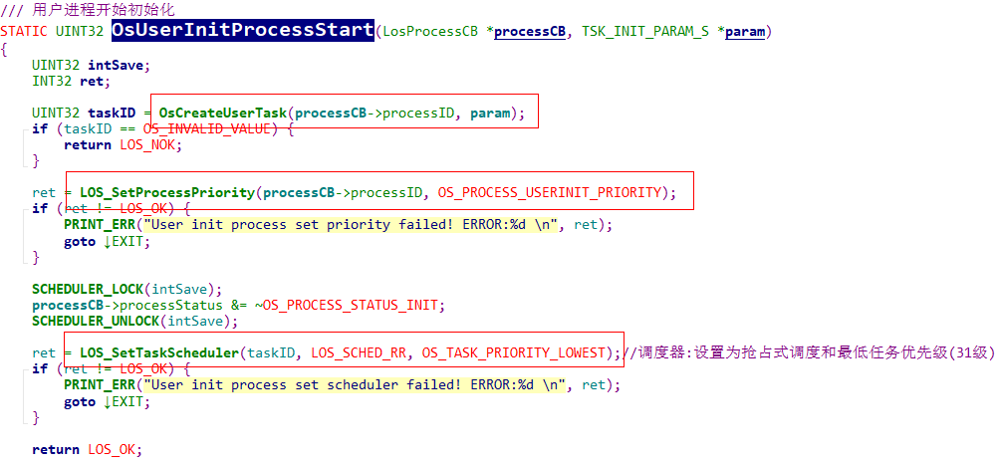 /// 用户进程开始初始化
STATIC UINT32 OsUserInitProcessStart(LosProcessCB *processCB, TSK_INIT_PARAM_S *param)
{
    UINT32 intSave;
    INT32 ret;

    UINT32 taskID = OsCreateUserTask(processCB->processID, param);
    if (taskID == OS_INVALID_VALUE) {
        return LOS_NOK;
    }

    ret = LOS_SetProcessPriority(processCB->processID, OS_PROCESS_USERINIT_PRIORITY);
    if (ret != LOS_OK) {
        PRINT_ERR("User init process set priority failed! ERROR:%d \n", ret);
        goto ↓EXIT;
    }

    SCHEDULER_LOCK(intSave);
    processCB->processStatus &= ~OS_PROCESS_STATUS_INIT;
    SCHEDULER_UNLOCK(intSave);

    ret = LOS_SetTaskScheduler(taskID, LOS_SCHED_RR, OS_TASK_PRIORITY_LOWEST);//调度器:设置为抢占式调度和最低任务优先级(31级)
    if (ret != LOS_OK) {
        PRINT_ERR("User init process set scheduler failed! ERROR:%d \n", ret);
        goto ↓EXIT;
    }

    return LOS_OK;